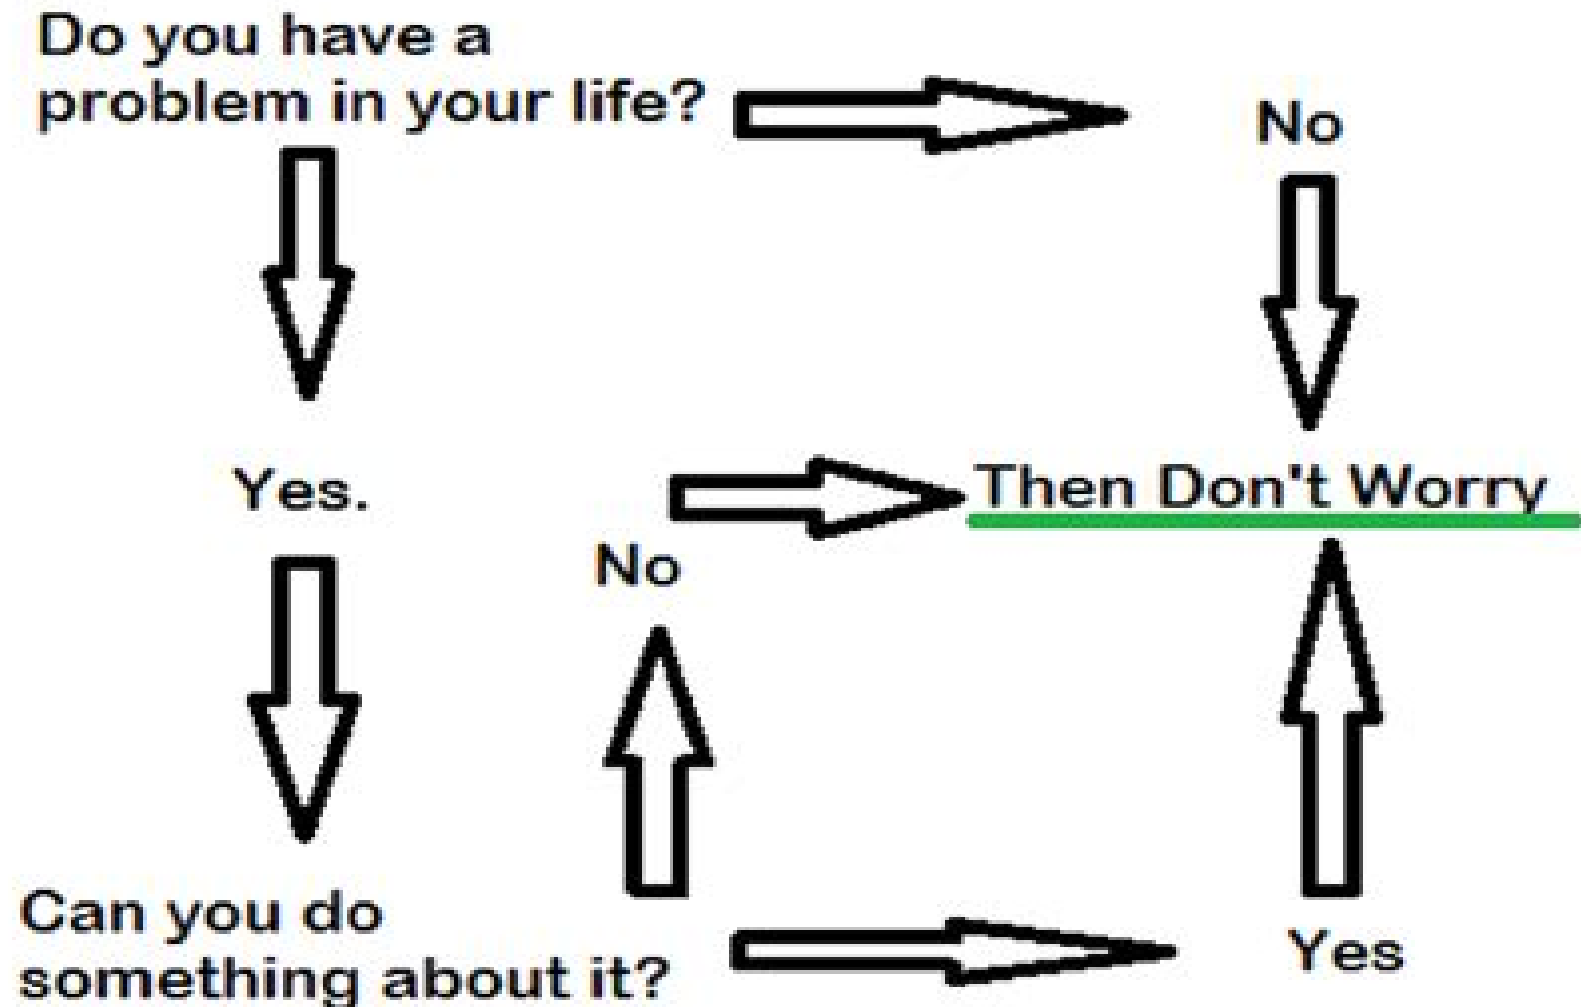 Do you have a
problem in your life?
No
Yes.
Then Don't Worry
No
Can you do
something about it?
Yes